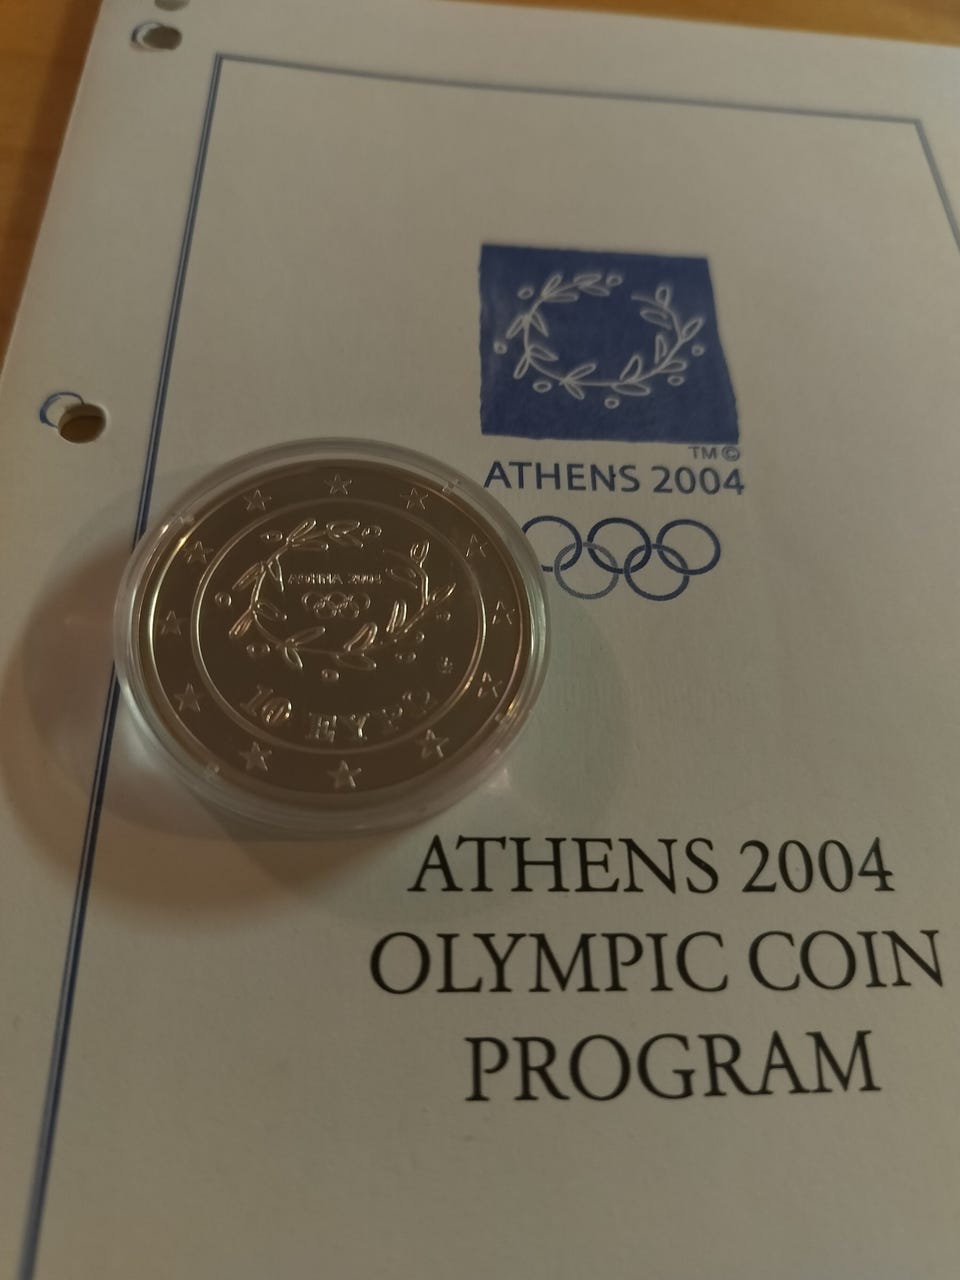 TM©
ATHENS 2004
ΑΘΗΝΑ 2004
10 ΕΥΡΩ
ATHENS 2004
OLYMPIC COIN
PROGRAM